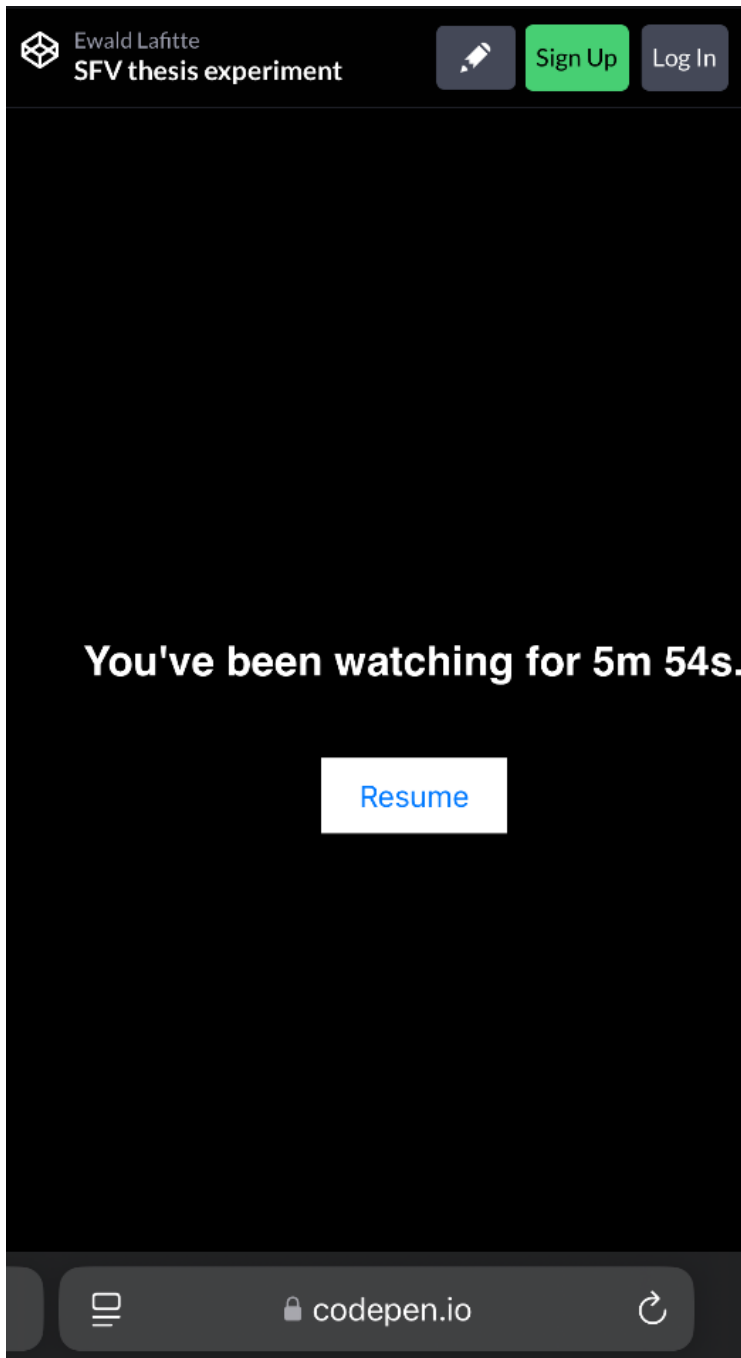 Ewald Lafitte
SFV thesis experiment
Sign Up
Log In
You've been watching for 5m 54s.
Resume
codepen.io